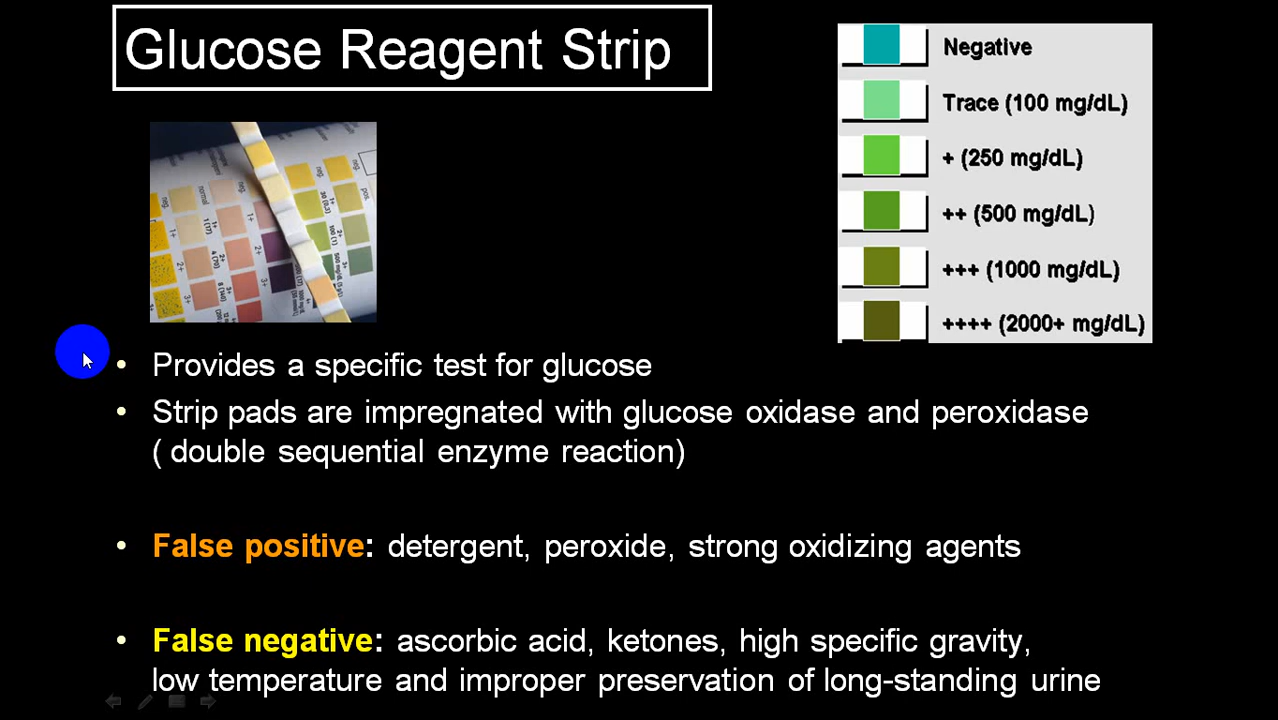 Glucose Reagent Strip
Negative
Trace (100 mg/dL)
+ (250 mg/dL)
++ (500 mg/dL)
+++ (1000 mg/dL)
++++ (2000+ mg/dL)
• Provides a specific test for glucose
• Strip pads are impregnated with glucose oxidase and peroxidase
( double sequential enzyme reaction)
• False positive: detergent, peroxide, strong oxidizing agents
• False negative: ascorbic acid, ketones, high specific gravity,
low temperature and improper preservation of long-standing urine